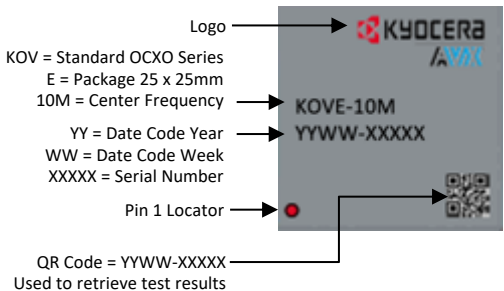 Logo
KYOCERA
AVX
KOV = Standard OCXO Series
E = Package 25 x 25mm
10M = Center Frequency
KOVE-10M
YY = Date Code Year
YYWW-XXXXX
WW = Date Code Week
XXXXX = Serial Number
Pin 1 Locator
QR Code = YYWW-XXXXX
Used to retrieve test results